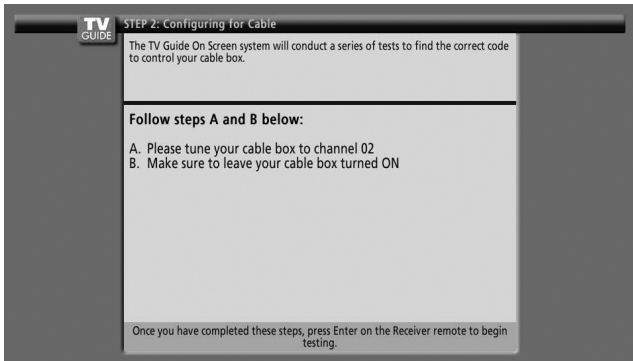 TV
GUIDE
STEP 2: Configuring for Cable
The TV Guide On Screen system will conduct a series of tests to find the correct code
to control your cable box.
Follow steps A and B below:
A. Please tune your cable box to channel 02
B. Make sure to leave your cable box turned ON
Once you have completed these steps, press Enter on the Receiver remote to begin
testing.